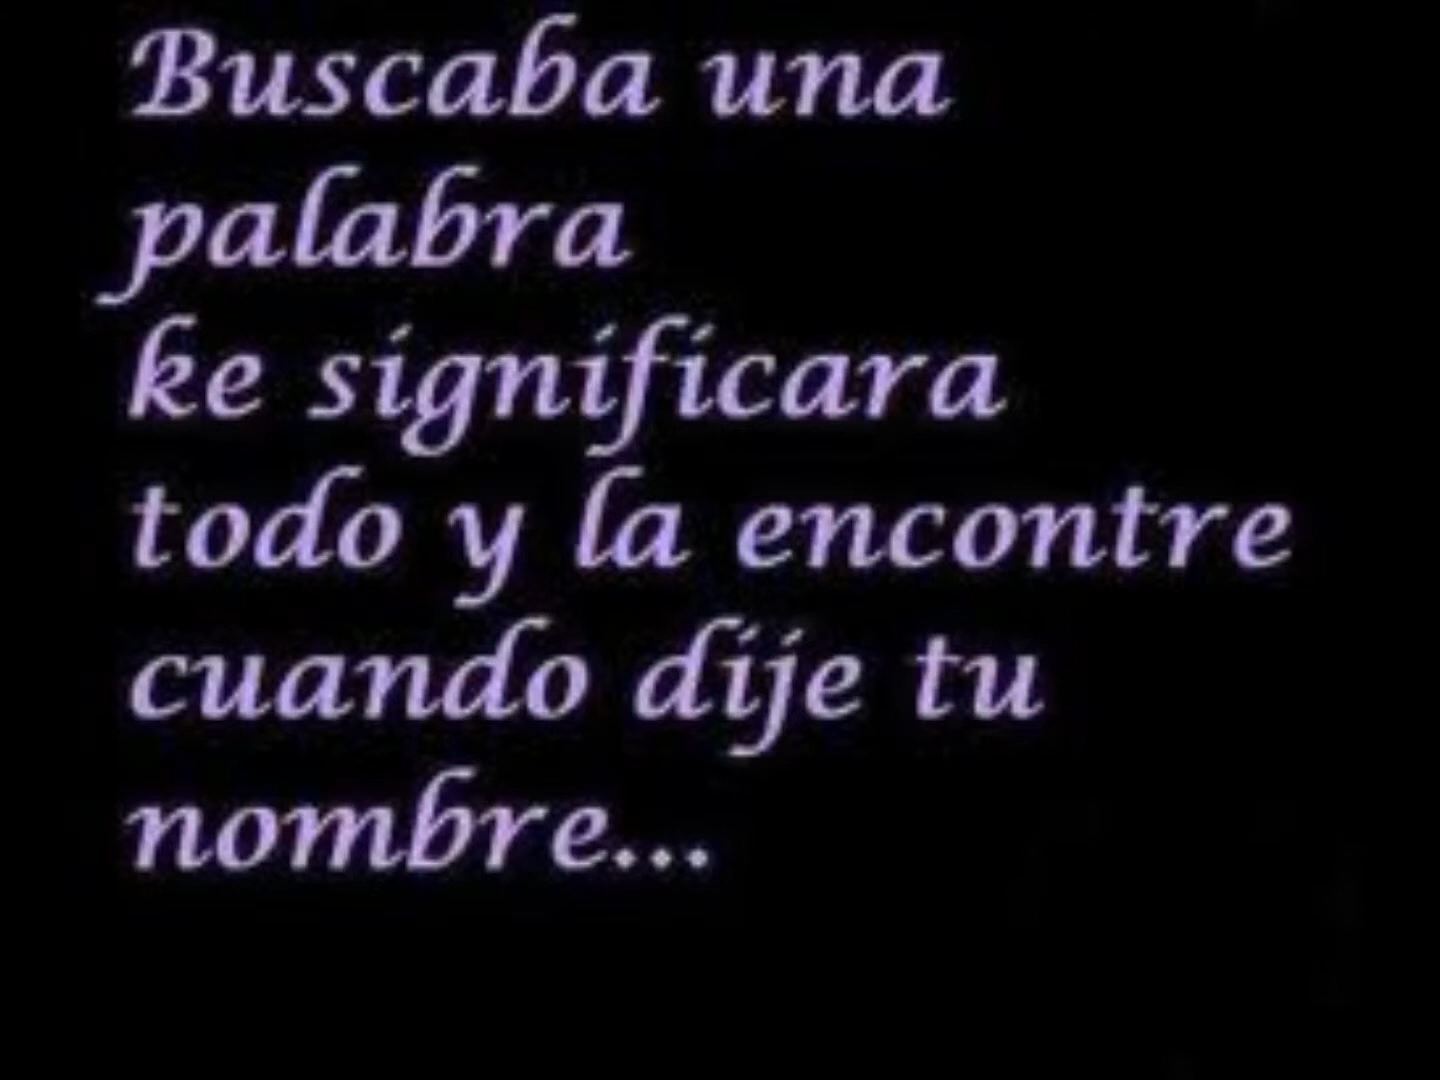 Buscaba una
palabra
ke significara
todo y la encontre
cuando dije tu
nombre...